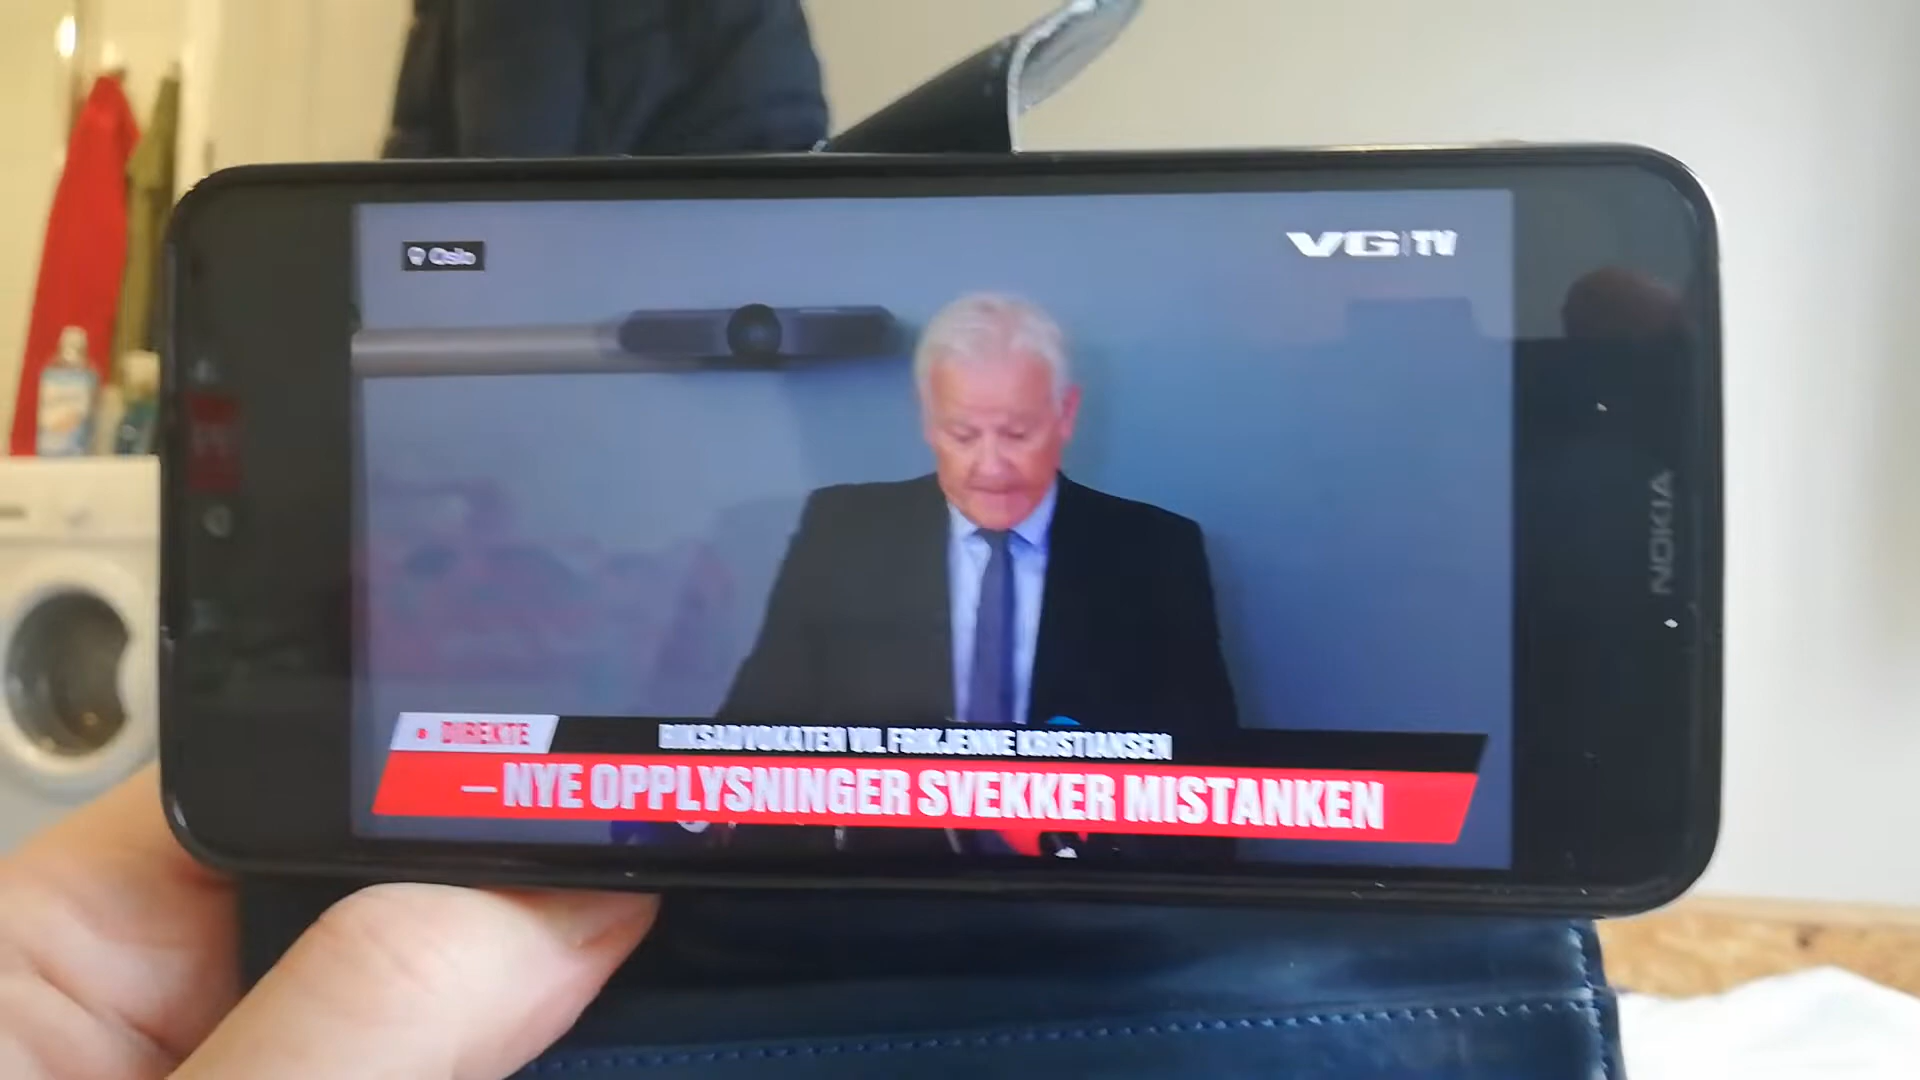 Oslo
VG TV
DIREKTE
RIKSADVOKATEN VIL FRIKJENNE KRISTIANSEN
– NYE OPPLYSNINGER SVEKKER MISTANKEN
NOKIA